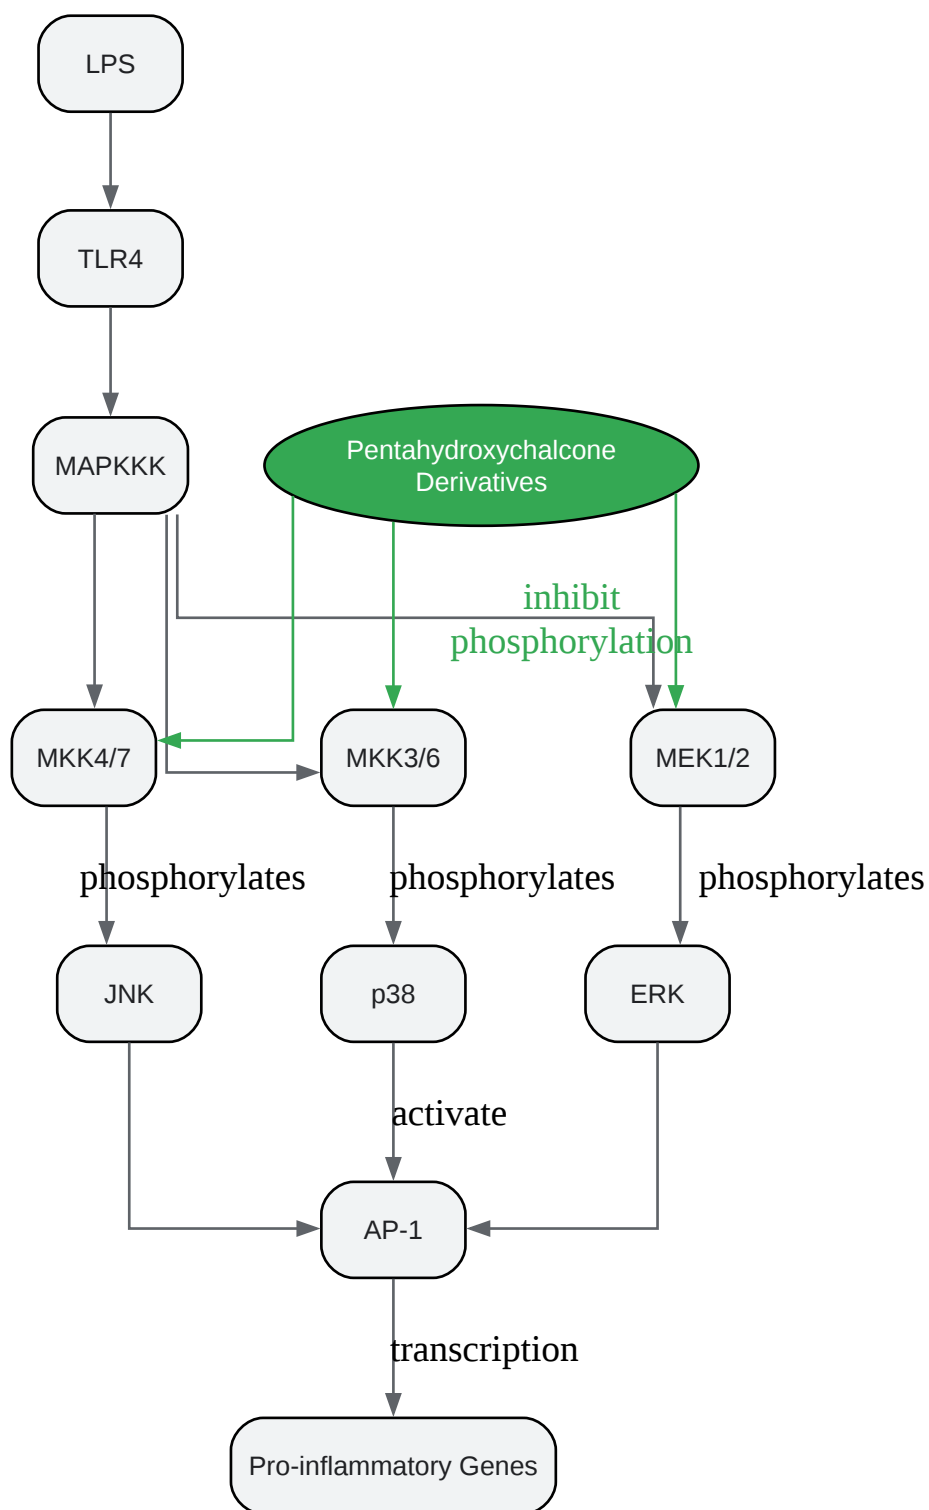 LPS
TLR4
MAPKKK
Pentahydroxychalcone
Derivatives
inhibit
phosphorylation
MKK4/7
MKK3/6
MEK1/2
phosphorylates
phosphorylates
phosphorylates
JNK
p38
ERK
activate
AP-1
transcription
Pro-inflammatory Genes